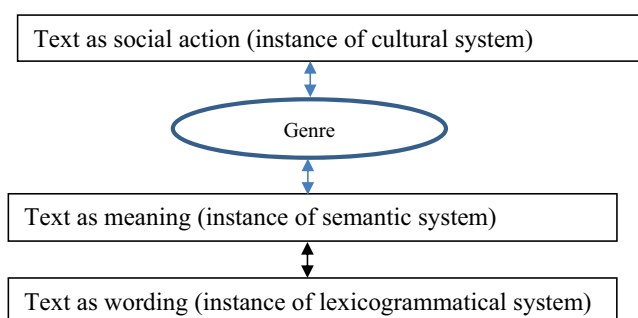 Text as social action (instance of cultural system)
Genre
Text as meaning (instance of semantic system)
Text as wording (instance of lexicogrammatical system)